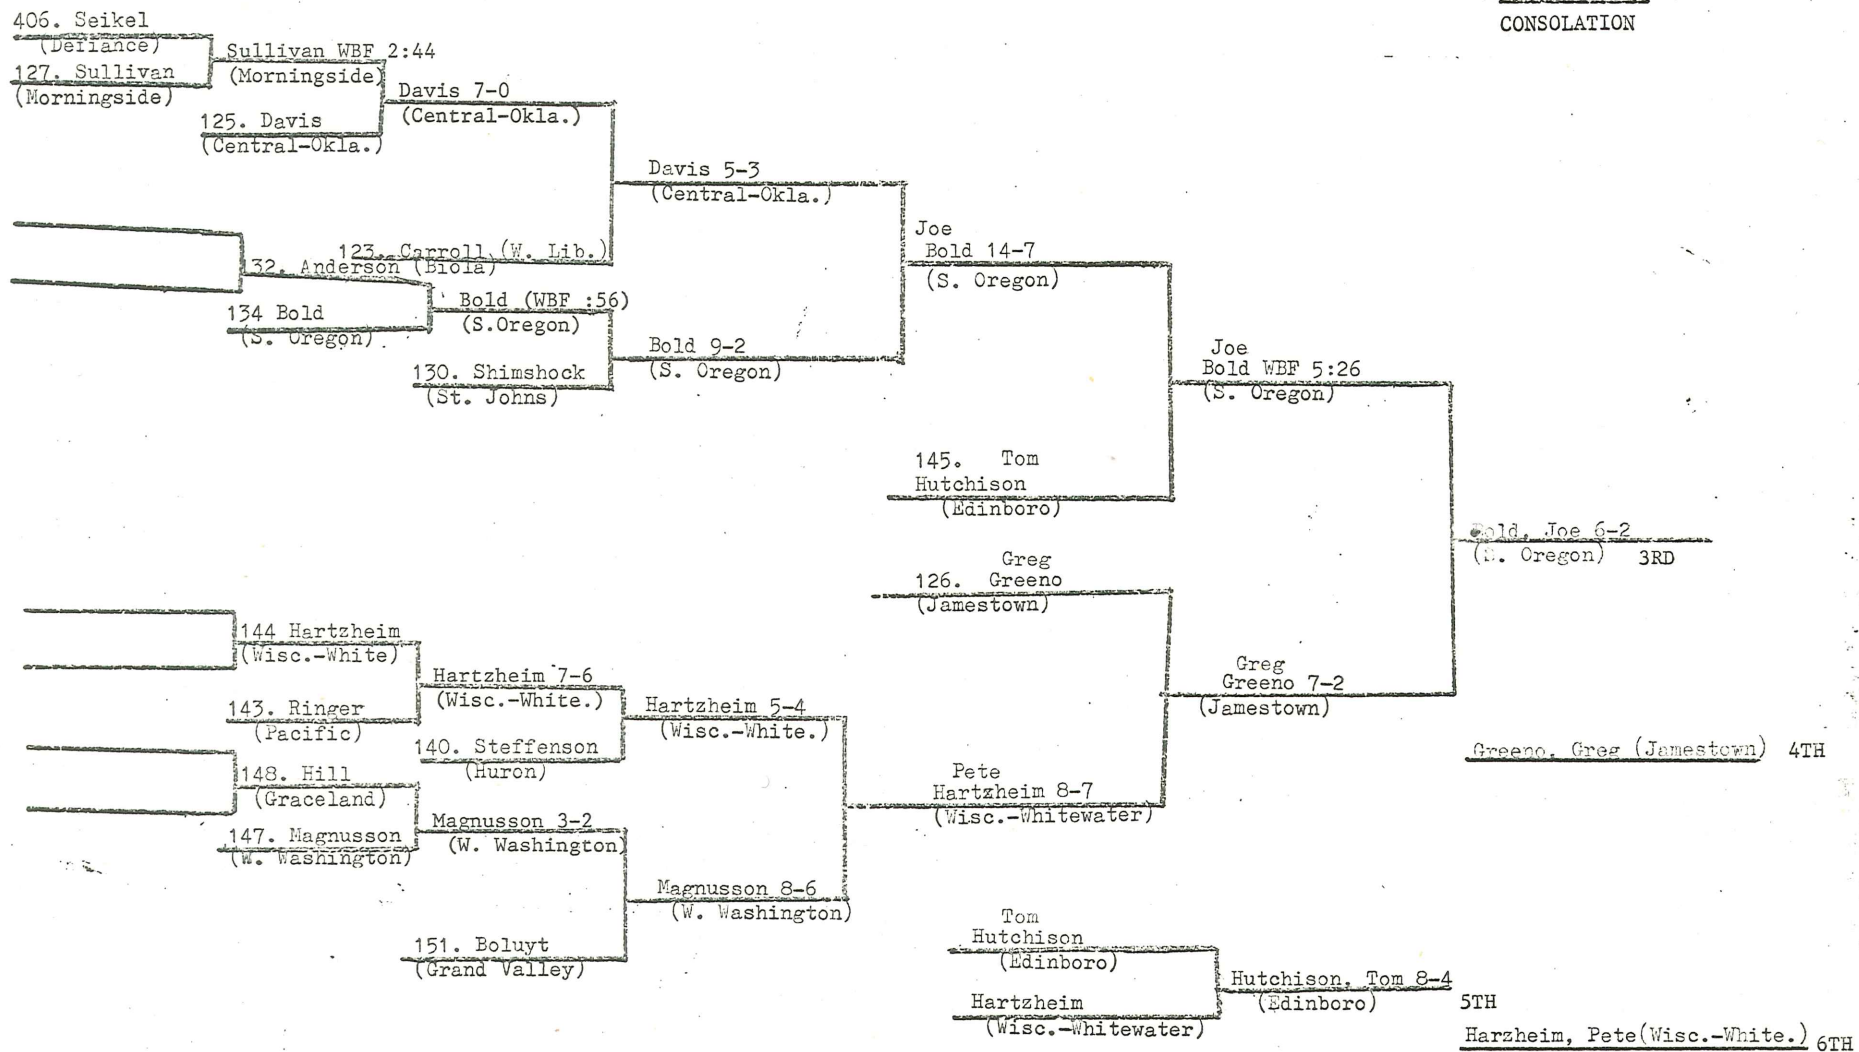 CONSOLATION
406. Seikel
(Defiance)
127. Sullivan
(Morningside)
Sullivan WBF 2:44
(Morningside)
125. Davis
(Central-Okla.)
Davis 7-0
(Central-Okla.)
123. Carroll (W. Lib.)
Davis 5-3
(Central-Okla.)
32. Anderson (Biola)
134 Bold
(S. Oregon)
Bold (WBF :56)
(S.Oregon)
130. Shimshock
(St. Johns)
Bold 9-2
(S. Oregon)
Joe
Bold 14-7
(S. Oregon)
145. Tom
Hutchison
(Edinboro)
Joe
Bold WBF 5:26
(S. Oregon)
Greg
126. Greeno
(Jamestown)
144 Hartzheim
(Wisc.-White)
143. Ringer
(Pacific)
Hartzheim 7-6
(Wisc.-White.)
140. Steffenson
(Huron)
Hartzheim 5-4
(Wisc.-White.)
148. Hill
(Graceland)
147. Magnusson
(W. Washington)
Magnusson 3-2
(W. Washington)
151. Boluyt
(Grand Valley)
Magnusson 8-6
(W. Washington)
Pete
Hartzheim 8-7
(Wisc.-Whitewater)
Greg
Greeno 7-2
(Jamestown)
Bold, Joe 6-2
(S. Oregon) 3RD
Greeno, Greg (Jamestown) 4TH
Tom
Hutchison
(Edinboro)
Hartzheim
(Wisc.-Whitewater)
Hutchison, Tom 8-4
(Edinboro) 5TH
Harzheim, Pete(Wisc.-White.) 6TH